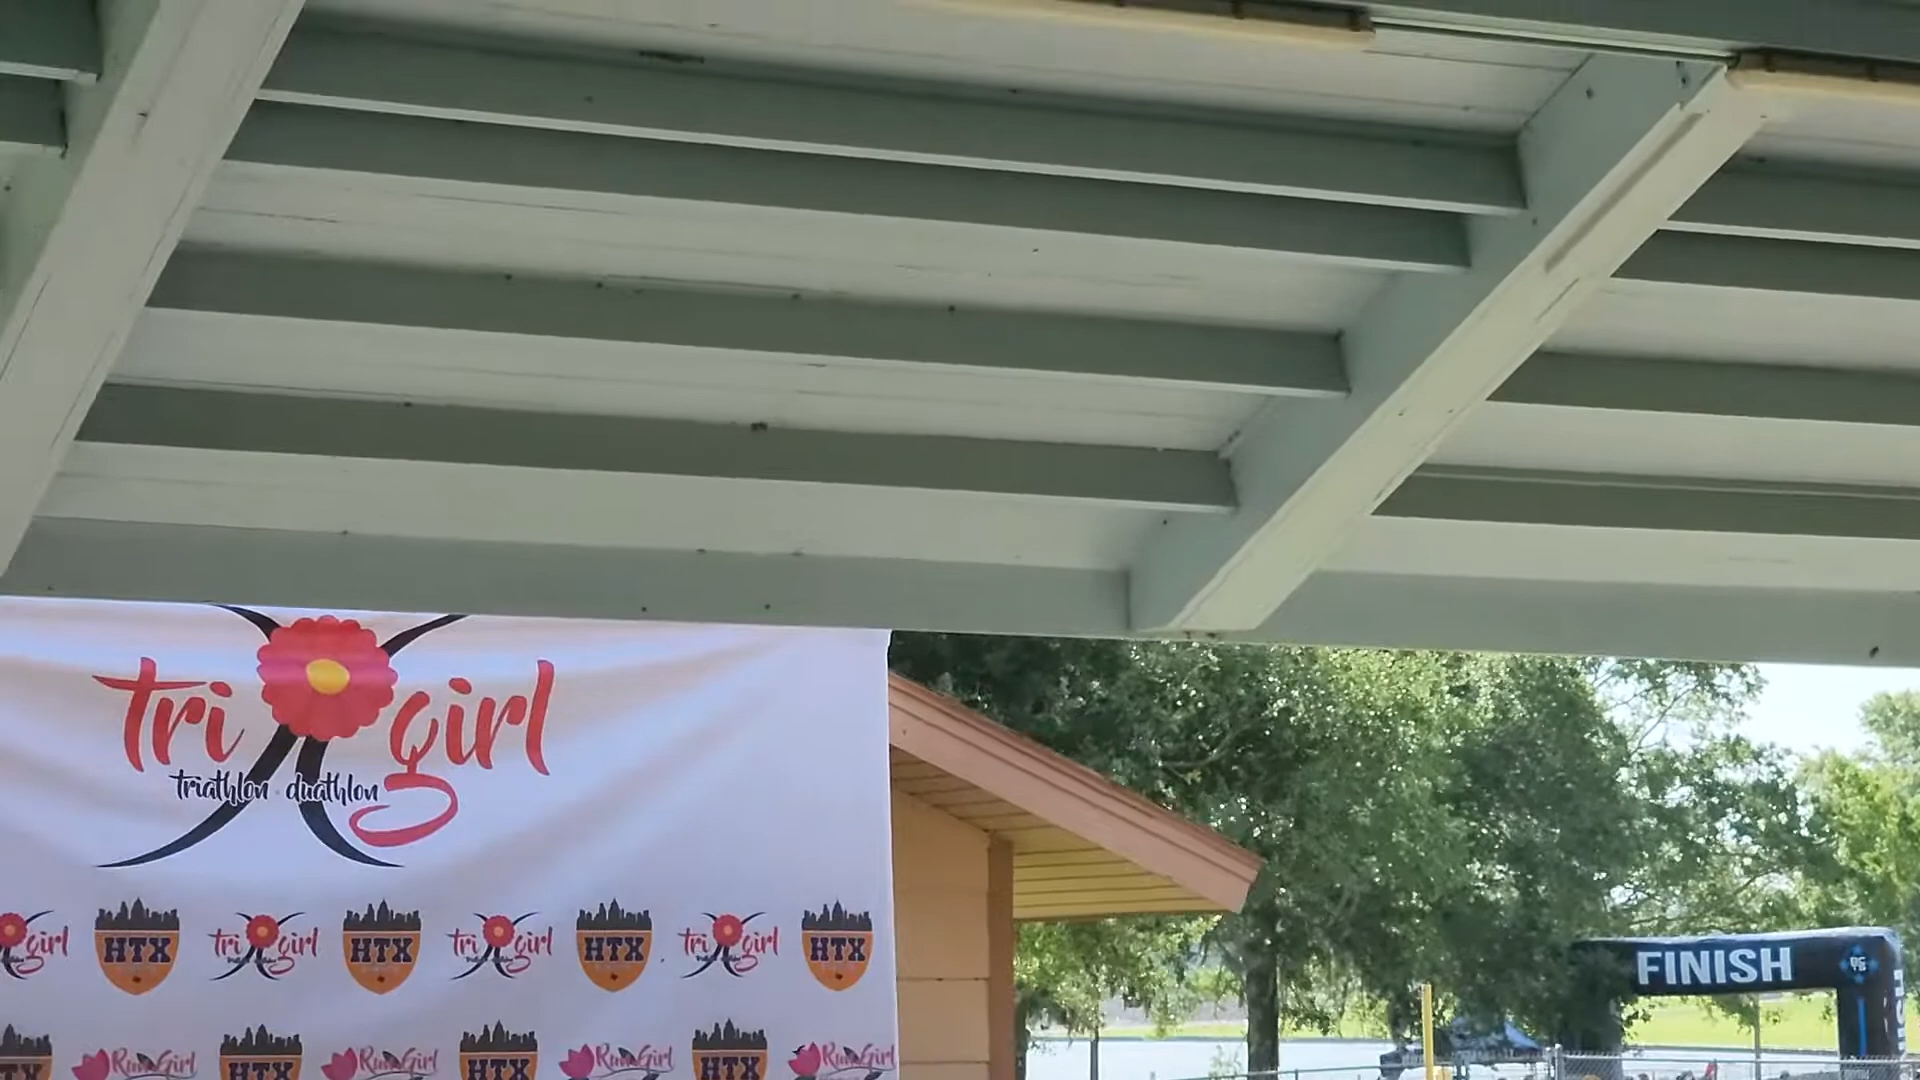 tri girl
triathlon duathlon
girl HTX tri girl HTX tri girl HTX tri girl HTX
HTX RunGirl HTX RunGirl HTX RunGirl HTX RunGirl
FINISH